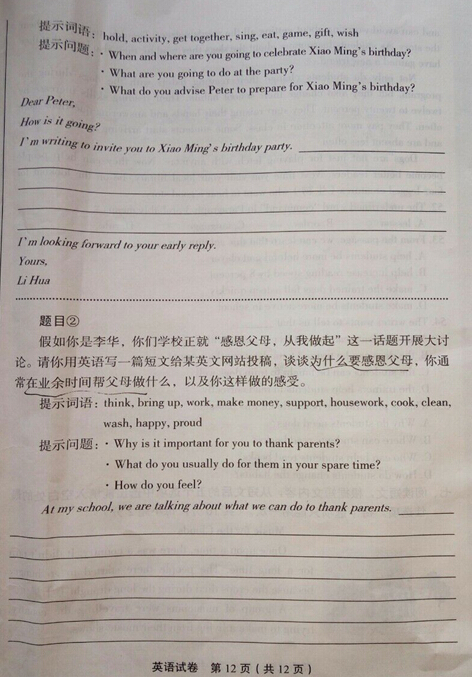 提示词语：hold, activity, get together, sing, eat, game, gift, wish
提示问题：· When and where are you going to celebrate Xiao Ming's birthday?
· What are you going to do at the party?
· What do you advise Peter to prepare for Xiao Ming's birthday?
Dear Peter,
How is it going?
I'm writing to invite you to Xiao Ming's birthday party.
I'm looking forward to your early reply.
Yours,
Li Hua
题目②
假如你是李华，你们学校正就“感恩父母，从我做起”这一话题开展大讨
论。请你用英语写一篇短文给某英文网站投稿，谈谈为什么要感恩父母，你通
常在业余时间帮父母做什么，以及你这样做的感受。
提示词语：think, bring up, work, make money, support, housework, cook, clean,
wash, happy, proud
提示问题：· Why is it important for you to thank parents?
· What do you usually do for them in your spare time?
· How do you feel?
At my school, we are talking about what we can do to thank parents.
英语试卷 第 12 页（共 12 页）